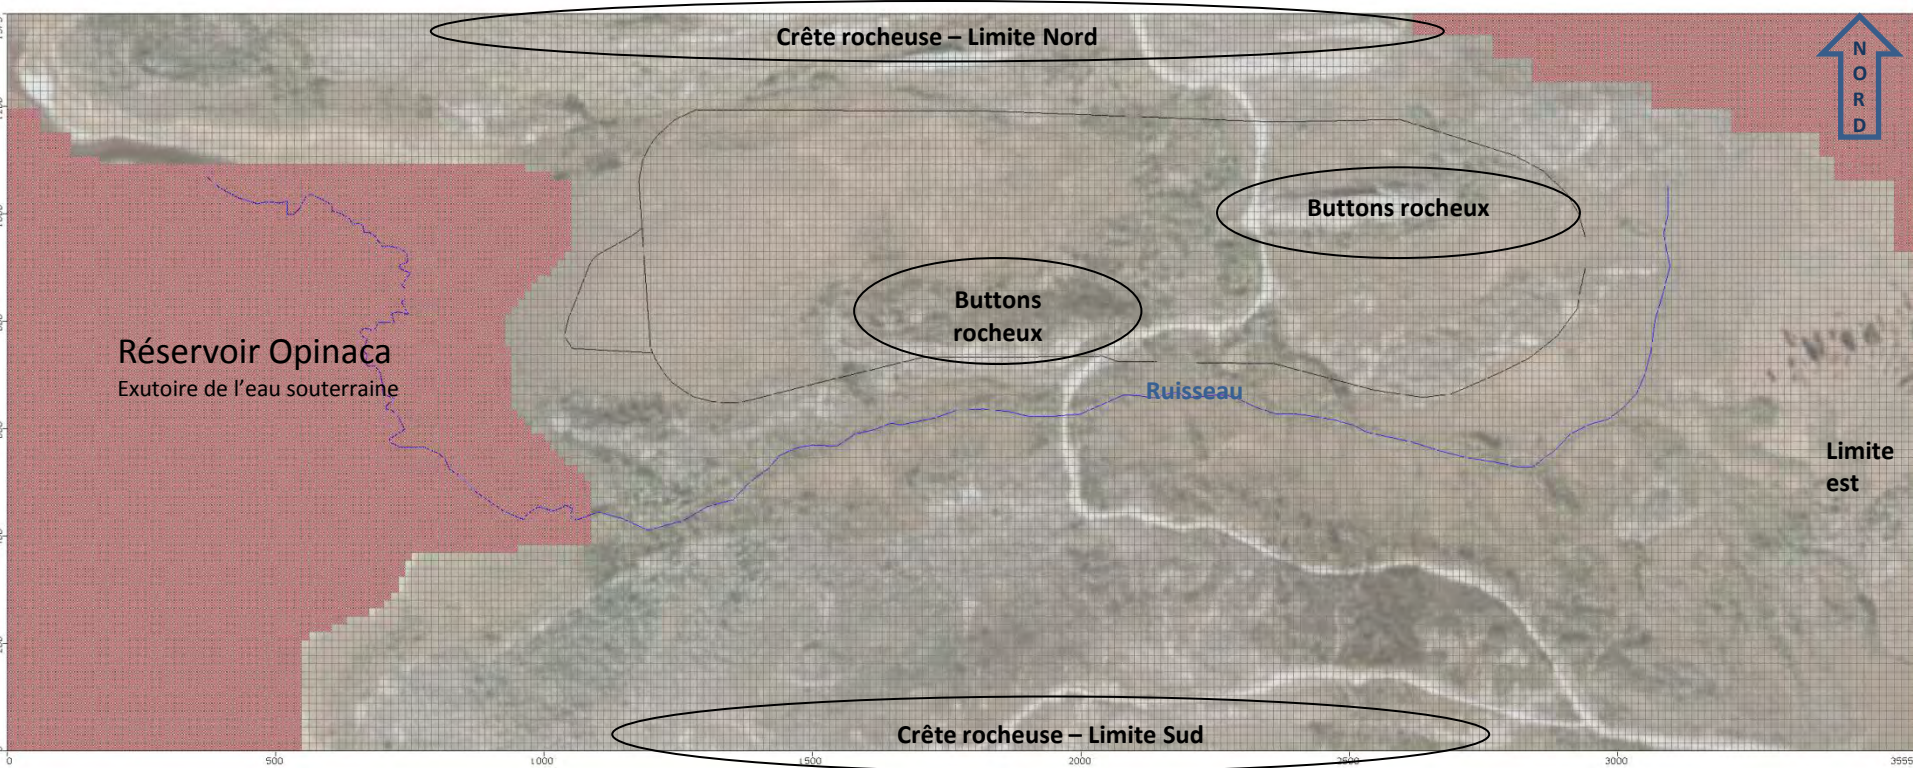 Crête rocheuse – Limite Nord
N
O
R
D
Buttons rocheux
Buttons
rocheux
Réservoir Opinaca
Exutoire de l'eau souterraine
Ruisseau
Limite
est
Crête rocheuse – Limite Sud
0
500
1000
1500
2000
2500
3000
3555